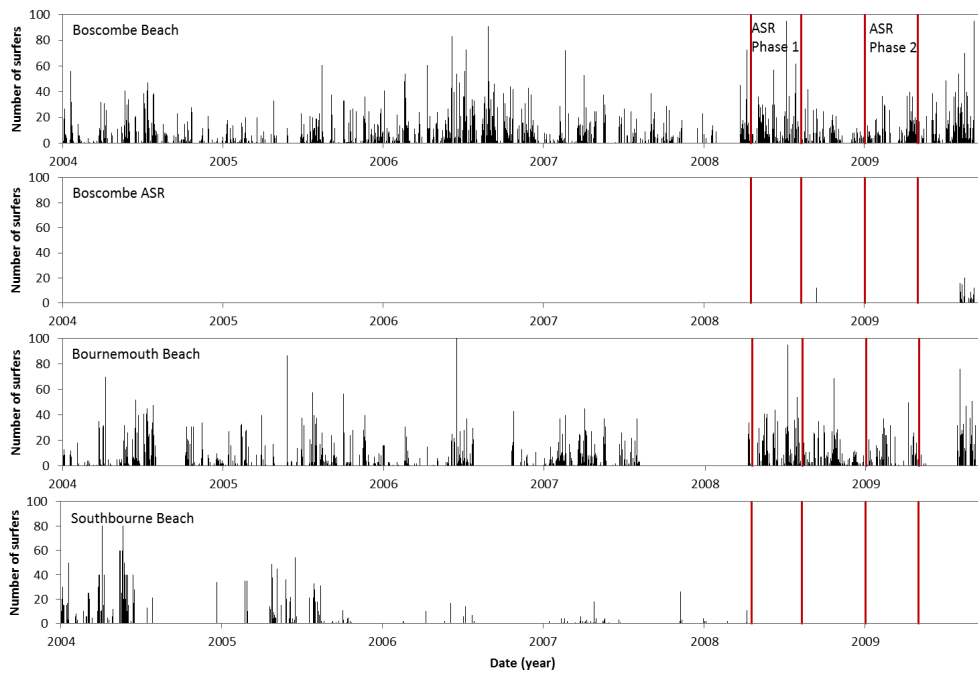 Number of surfers
100
80
60
40
20
0
Boscombe Beach
ASR
Phase 1
ASR
Phase 2
2004 2005 2006 2007 2008 2009
Number of surfers
100
80
60
40
20
0
Boscombe ASR
2004 2005 2006 2007 2008 2009
Number of surfers
100
80
60
40
20
0
Bournemouth Beach
2004 2005 2006 2007 2008 2009
Number of surfers
100
80
60
40
20
0
Southbourne Beach
2004 2005 2006 2007 2008 2009
Date (year)